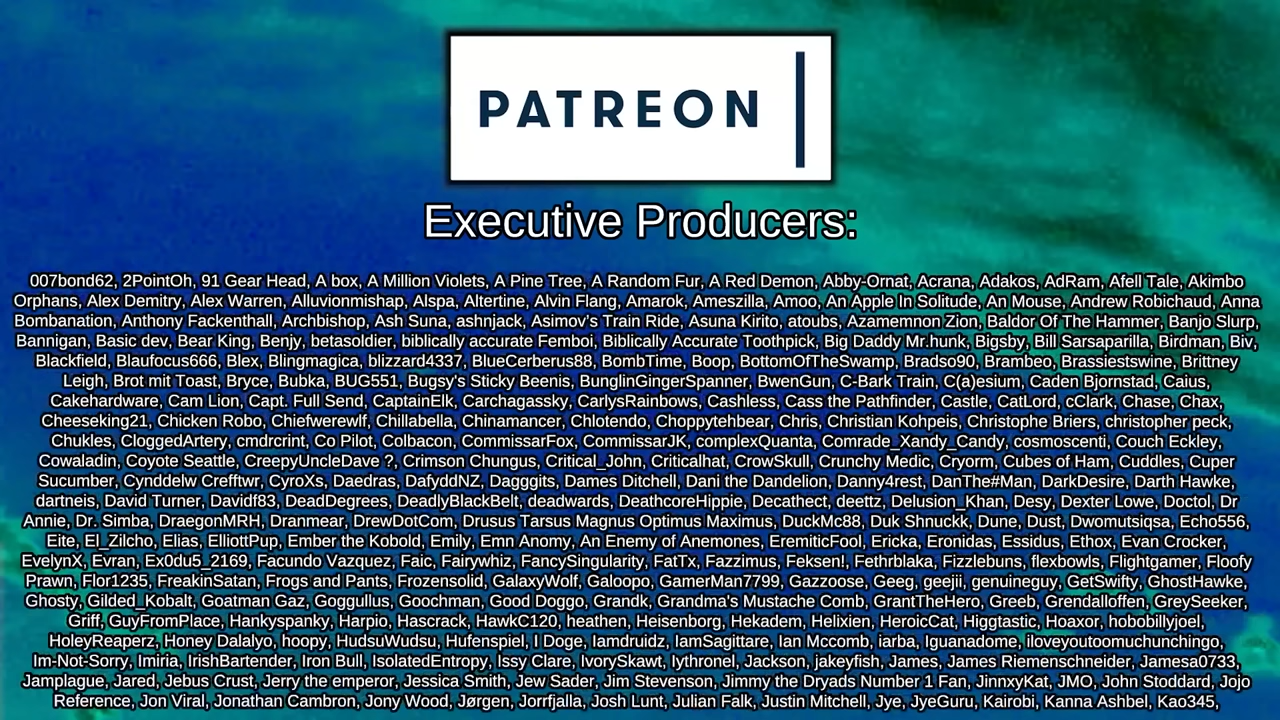 PATREON
Executive Producers:
007bond62, 2PointOh, 91 Gear Head, A box, A Million Violets, A Pine Tree, A Random Fur, A Red Demon, Abby-Ornat, Acrana, Adakos, AdRam, Afell Tale, Akimbo
Orphans, Alex Demitry, Alex Warren, Alluvionmishap, Alspa, Altertine, Alvin Flang, Amarok, Ameszilla, Amoo, An Apple In Solitude, An Mouse, Andrew Robichaud, Anna
Bombanation, Anthony Fackenthall, Archbishop, Ash Suna, ashnjack, Asimov's Train Ride, Asuna Kirito, atoubs, Azamemnon Zion, Baldor Of The Hammer, Banjo Slurp,
Bannigan, Basic dev, Bear King, Benjy, betasoldier, biblically accurate Femboi, Biblically Accurate Toothpick, Big Daddy Mr.hunk, Bigsby, Bill Sarsaparilla, Birdman, Biv,
Blackfield, Blaufocus666, Blex, Blingmagica, blizzard4337, BlueCerberus88, BombTime, Boop, BottomOfTheSwamp, Bradso90, Brambeo, Brassiestswine, Brittney
Leigh, Brot mit Toast, Bryce, Bubka, BUG551, Bugsy's Sticky Beenis, BunglinGingerSpanner, BwenGun, C-Bark Train, C(a)esium, Caden Bjornstad, Caius,
Cakehardware, Cam Lion, Capt. Full Send, CaptainElk, Carchagassky, CarlysRainbows, Cashless, Cass the Pathfinder, Castle, CatLord, cClark, Chase, Chax,
Cheeseking21, Chicken Robo, Chiefwerewlf, Chillabella, Chinamancer, Chlotendo, Choppytehbear, Chris, Christian Kohpeis, Christophe Briers, christopher peck,
Chukles, CloggedArtery, cmdrcrint, Co Pilot, Colbacon, CommissarFox, CommissarJK, complexQuanta, Comrade_Xandy_Candy, cosmoscenti, Couch Eckley,
Cowaladin, Coyote Seattle, CreepyUncleDave ?, Crimson Chungus, Critical_John, Criticalhat, CrowSkull, Crunchy Medic, Cryorm, Cubes of Ham, Cuddles, Cuper
Sucumber, Cynddelw Crefftwr, CyroXs, Daedras, DafyddNZ, Dagggits, Dames Ditchell, Dani the Dandelion, Danny4rest, DanThe#Man, DarkDesire, Darth Hawke,
dartneis, David Turner, Davidf83, DeadDegrees, DeadlyBlackBelt, deadwards, DeathcoreHippie, Decathect, deettz, Delusion_Khan, Desy, Dexter Lowe, Doctol, Dr
Annie, Dr. Simba, DraegonMRH, Dranmear, DrewDotCom, Drusus Tarsus Magnus Optimus Maximus, DuckMc88, Duk Shnuckk, Dune, Dust, Dwomutsiqsa, Echo556,
Eite, El_Zilcho, Elias, ElliottPup, Ember the Kobold, Emily, Emn Anomy, An Enemy of Anemones, EremiticFool, Ericka, Eronidas, Essidus, Ethox, Evan Crocker,
EvelynX, Evran, Ex0du5_2169, Facundo Vazquez, Faic, Fairywhiz, FancySingularity, FatTx, Fazzimus, Feksen!, Fethrblaka, Fizzlebuns, flexbowls, Flightgamer, Floofy
Prawn, Flor1235, FreakinSatan, Frogs and Pants, Frozensolid, GalaxyWolf, Galoopo, GamerMan7799, Gazzoose, Geeg, geejii, genuineguy, GetSwifty, GhostHawke,
Ghosty, Gilded_Kobalt, Goatman Gaz, Goggullus, Goochman, Good Doggo, Grandk, Grandma's Mustache Comb, GrantTheHero, Greeb, Grendalloffen, GreySeeker,
Griff, GuyFromPlace, Hankyspanky, Harpio, Hascrack, HawkC120, heathen, Heisenborg, Hekadem, Helixien, HeroicCat, Higgtastic, Hoaxor, hobobillyjoel,
HoleyReaperz, Honey Dalalyo, hoopy, HudsuWudsu, Hufenspiel, I Doge, Iamdruidz, IamSagittare, Ian Mccomb, iarba, Iguanadome, iloveyoutoomuchunchingo,
Im-Not-Sorry, Imiria, IrishBartender, Iron Bull, IsolatedEntropy, Issy Clare, IvorySkawt, Iythronel, Jackson, jakeyfish, James, James Riemenschneider, Jamesa0733,
Jamplague, Jared, Jebus Crust, Jerry the emperor, Jessica Smith, Jew Sader, Jim Stevenson, Jimmy the Dryads Number 1 Fan, JinnxyKat, JMO, John Stoddard, Jojo
Reference, Jon Viral, Jonathan Cambron, Jony Wood, Jørgen, Jorrfjalla, Josh Lunt, Julian Falk, Justin Mitchell, Jye, JyeGuru, Kairobi, Kanna Ashbel, Kao345,